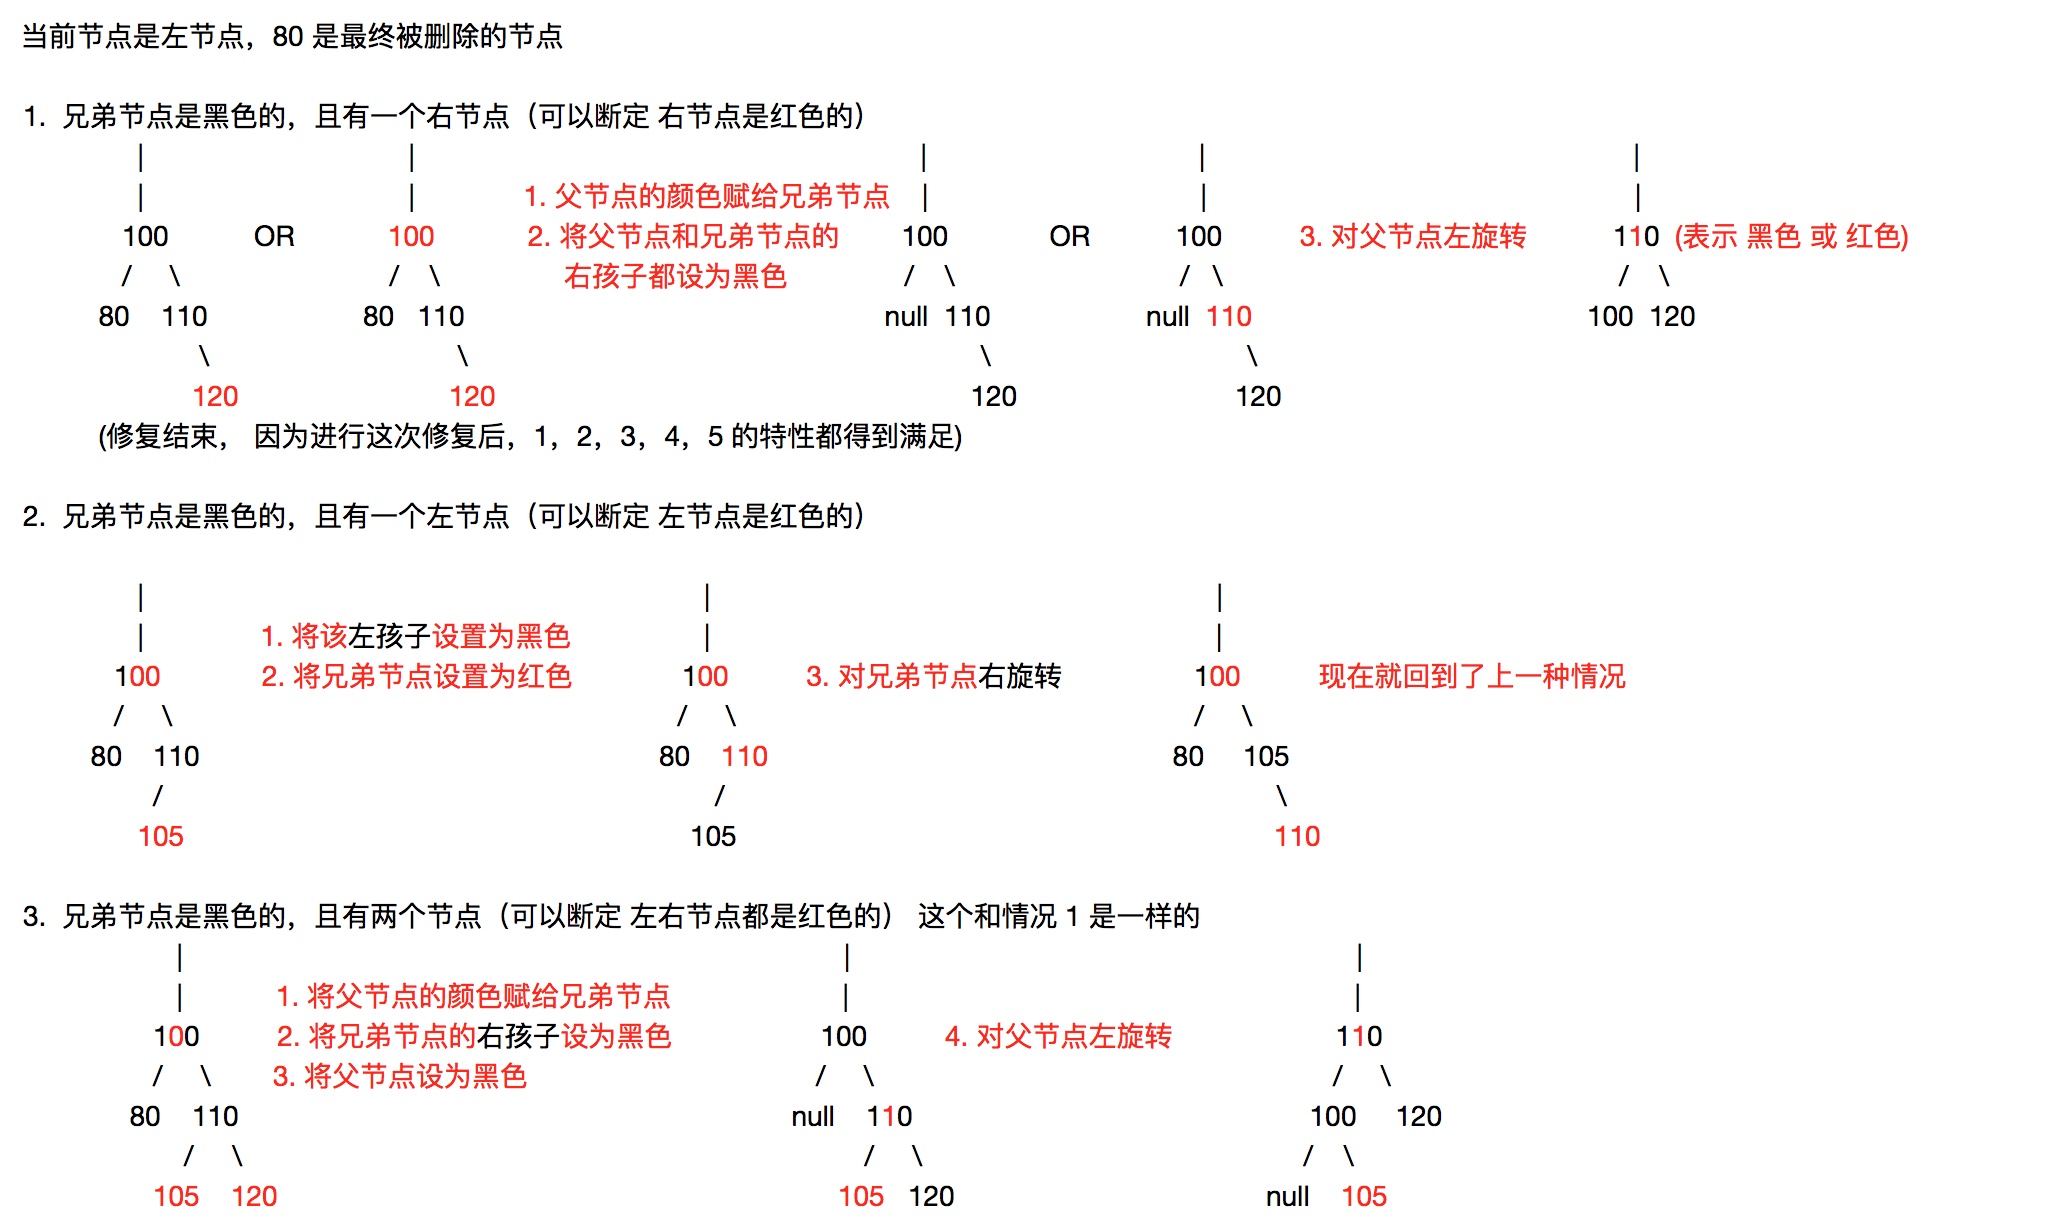 当前节点是左节点，80 是最终被删除的节点
1. 兄弟节点是黑色的，且有一个右节点（可以断定 右节点是红色的）
| | | | |
| | 1. 父节点的颜色赋给兄弟节点 | | |
100 OR 100 2. 将父节点和兄弟节点的 100 OR 100 3. 对父节点左旋转 110 (表示 黑色 或 红色)
/ \ / \ 右孩子都设为黑色 / \ / \ / \
80 110 80 110 null 110 null 110 100 120
\ \ \ \
120 120 120 120
(修复结束， 因为进行这次修复后，1，2，3，4，5 的特性都得到满足)
2. 兄弟节点是黑色的，且有一个左节点（可以断定 左节点是红色的）
| | |
| 1. 将该左孩子设置为黑色 | |
100 2. 将兄弟节点设置为红色 100 3. 对兄弟节点右旋转 100 现在就回到了上一种情况
/ \ / \ / \
80 110 80 110 80 105
/ / \
105 105 110
3. 兄弟节点是黑色的，且有两个节点（可以断定 左右节点都是红色的） 这个和情况 1 是一样的
| | |
| 1. 将父节点的颜色赋给兄弟节点 | |
100 2. 将兄弟节点的右孩子设为黑色 100 4. 对父节点左旋转 110
/ \ 3. 将父节点设为黑色 / \ / \
80 110 null 110 100 120
/ \ / \ / \
105 120 105 120 null 105